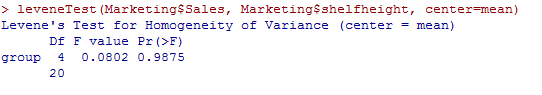 > leveneTest(Marketing$Sales, Marketing$shelfheight, center=mean)
Levene's Test for Homogeneity of Variance (center = mean)
Df F value Pr(>F)
group 4 0.0802 0.9875
20